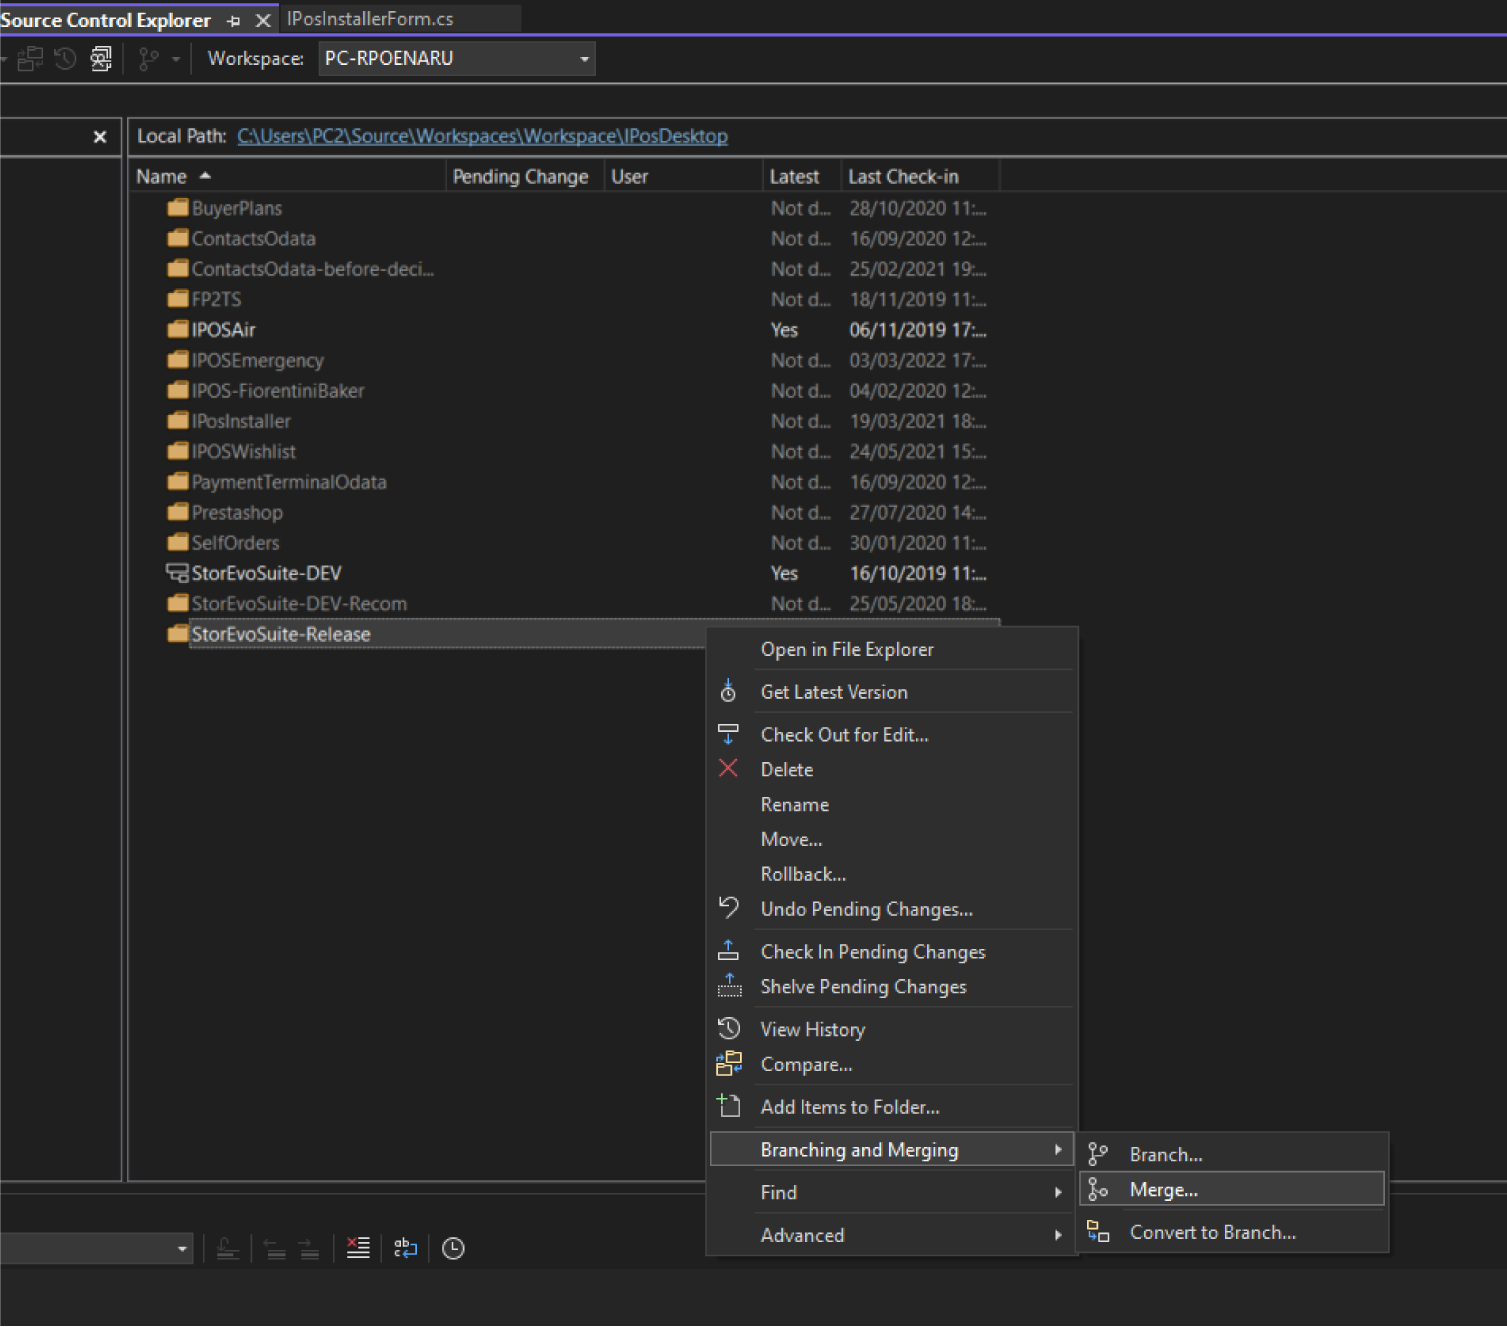 Source Control Explorer
IPosInstallerForm.cs
Workspace: PC-RPOENARU
Local Path: C:\Users\PC2\Source\Workspaces\Workspace\IPosDesktop
Name Pending Change User Latest Last Check-in
BuyerPlans Not d... 28/10/2020 11:...
ContactsOdata Not d... 16/09/2020 12:...
ContactsOdata-before-deci... Not d... 25/02/2021 19:...
FP2TS Not d... 18/11/2019 11:...
IPOSAir Yes 06/11/2019 17:...
IPOSEmergency Not d... 03/03/2022 17:...
IPOS-FiorentiniBaker Not d... 04/02/2020 12:...
IPosInstaller Not d... 19/03/2021 18:...
IPOSWishlist Not d... 24/05/2021 15:...
PaymentTerminalOdata Not d... 16/09/2020 12:...
Prestashop Not d... 27/07/2020 14:...
SelfOrders Not d... 30/01/2020 11:...
StorEvoSuite-DEV Yes 16/10/2019 11:...
StorEvoSuite-DEV-Recom Not d... 25/05/2020 18:...
StorEvoSuite-Release
Open in File Explorer
Get Latest Version
Check Out for Edit...
Delete
Rename
Move...
Rollback...
Undo Pending Changes...
Check In Pending Changes
Shelve Pending Changes
View History
Compare...
Add Items to Folder...
Branching and Merging
Find
Advanced
Branch...
Merge...
Convert to Branch...